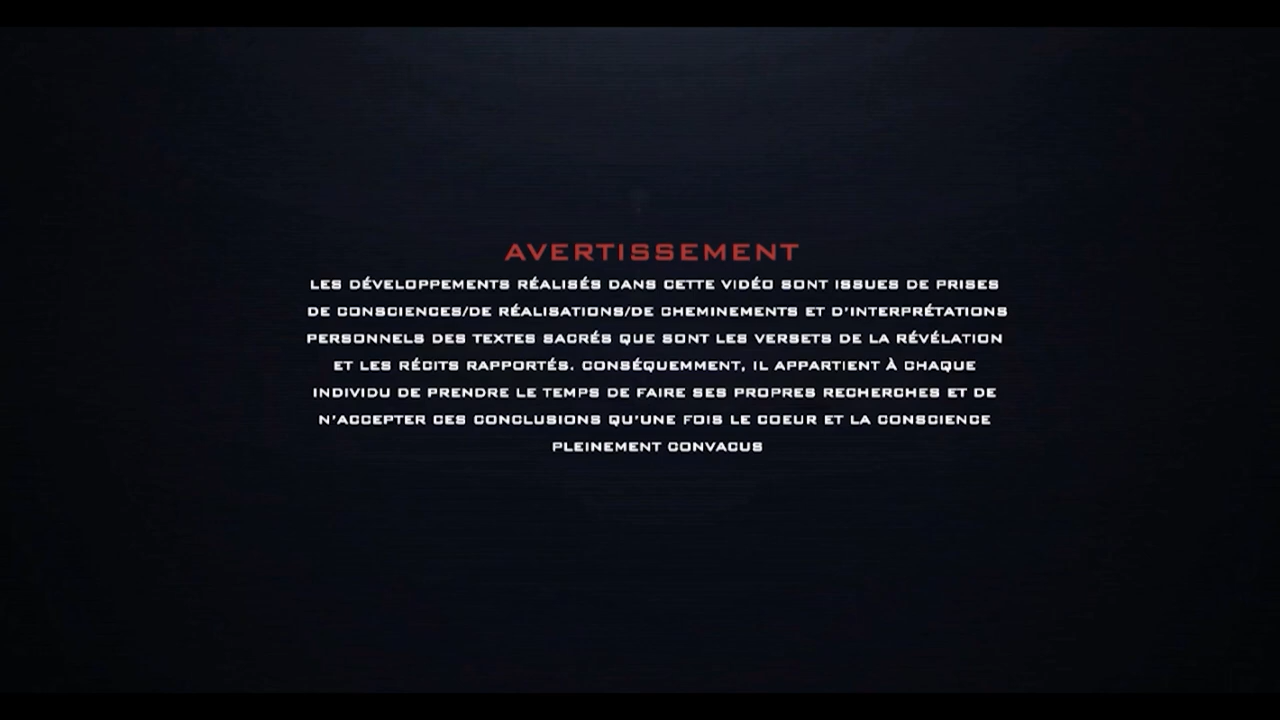 AVERTISSEMENT
LES DÉVELOPPEMENTS RÉALISÉS DANS CETTE VIDÉO SONT ISSUES DE PRISES
DE CONSCIENCES/DE RÉALISATIONS/DE CHEMINEMENTS ET D'INTERPRÉTATIONS
PERSONNELS DES TEXTES SACRÉS QUE SONT LES VERSETS DE LA RÉVÉLATION
ET LES RÉCITS RAPPORTÉS. CONSÉQUEMMENT, IL APPARTIENT À CHAQUE
INDIVIDU DE PRENDRE LE TEMPS DE FAIRE SES PROPRES RECHERCHES ET DE
N'ACCEPTER CES CONCLUSIONS QU'UNE FOIS LE COEUR ET LA CONSCIENCE
PLEINEMENT CONVACUS